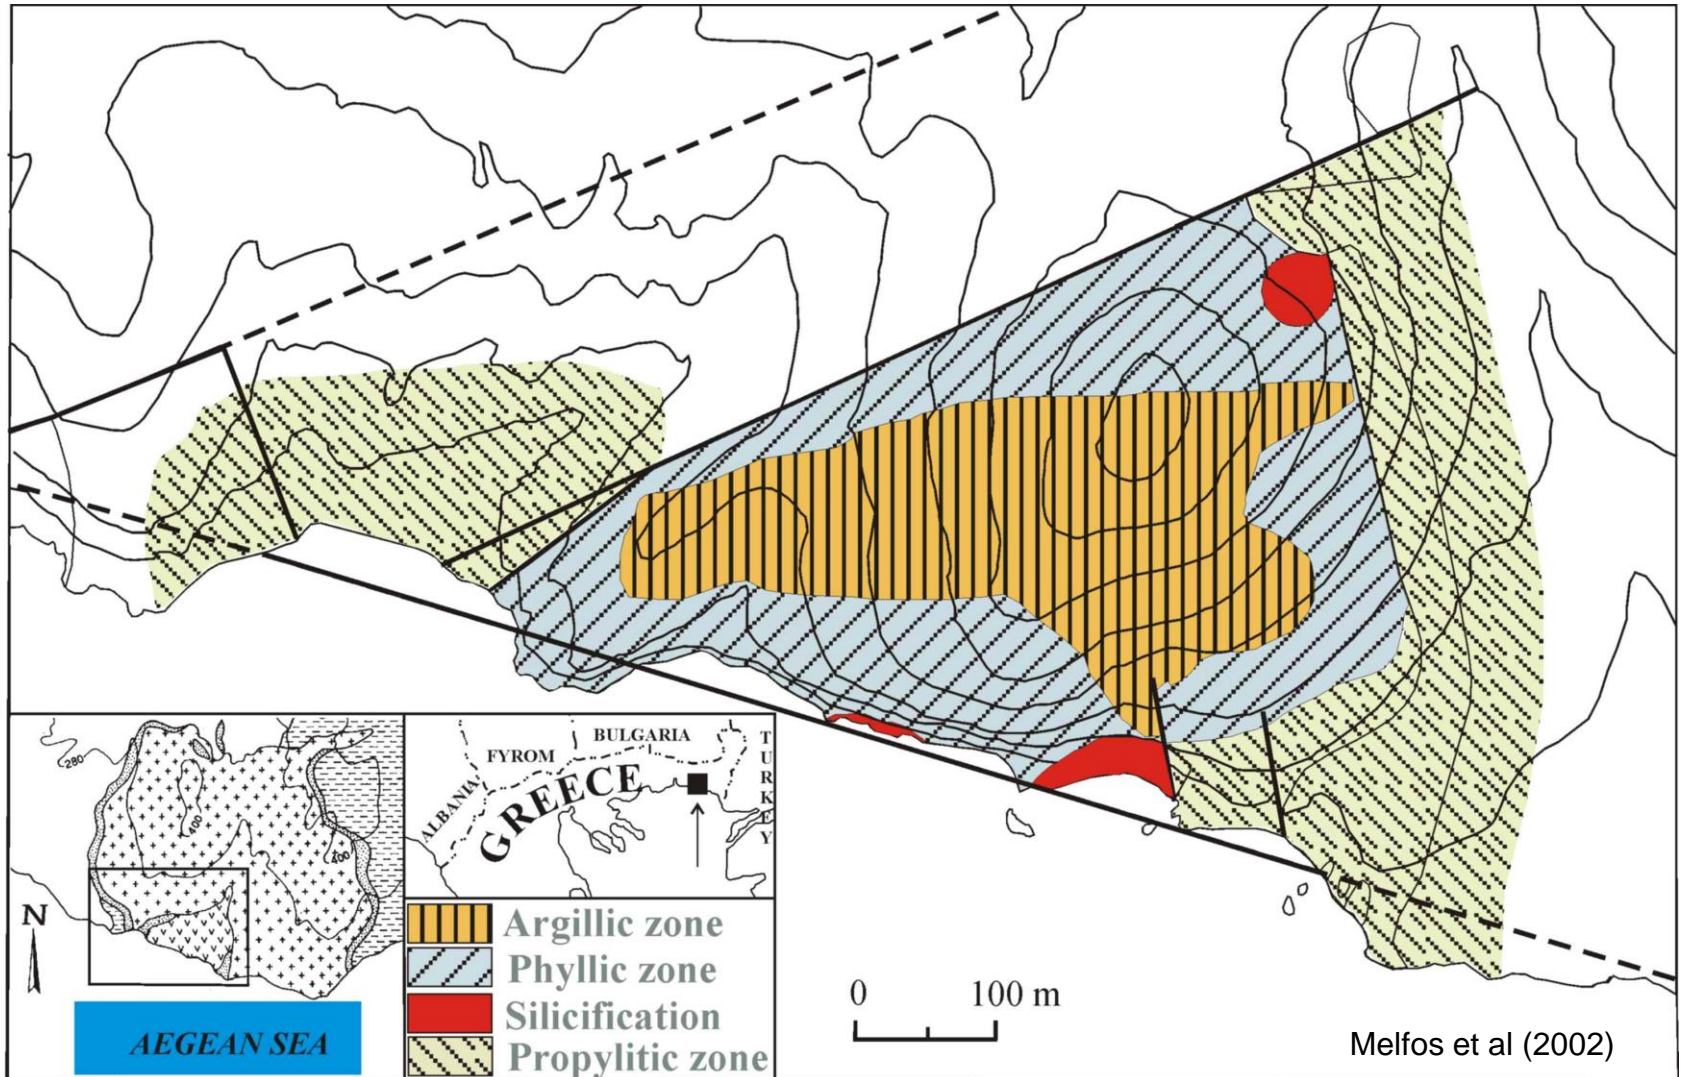 280
400
400
N
AEGEAN SEA
FYROM
BULGARIA
ALBANIA
GREECE
TURKEY
Argillic zone
Phyllic zone
Silicification
Propylitic zone
0 100 m
Melfos et al (2002)